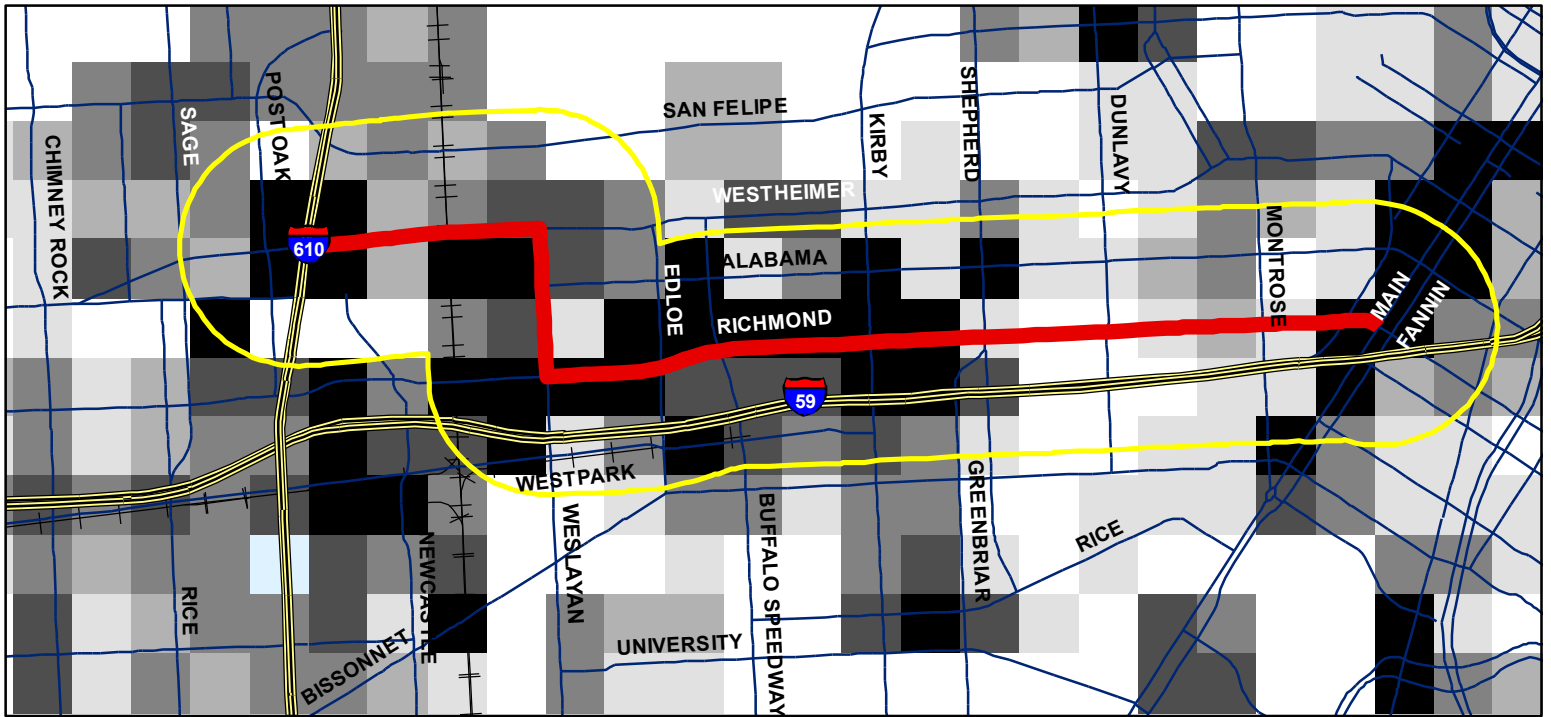 SAN FELIPE
POST OAK
SAGE
CHIMNEY ROCK
KIRBY
SHEPHERD
DUNLAVY
WESTHEIMER
MONTROSE
610
ALABAMA
EDLOE
RICHMOND
MAIN
FANNIN
59
WESTPARK
WESLAYAN
BUFFALO SPEEDWAY
GREENBRIAR
RICE
NEWCASTLE
RICE
UNIVERSITY
BISSONNET